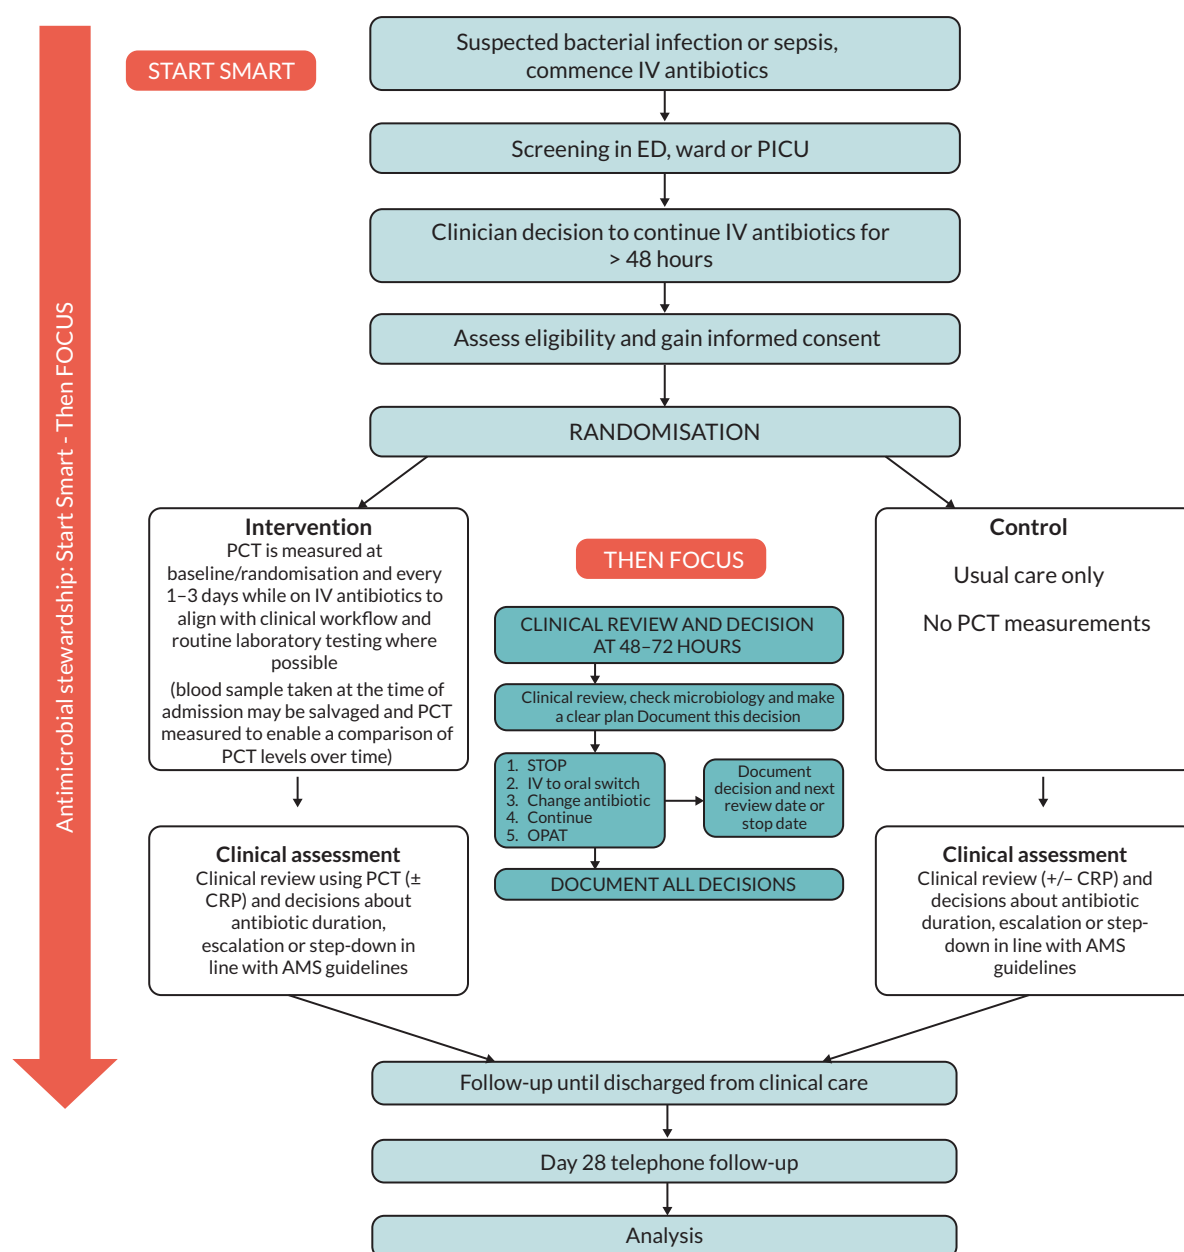 Antimicrobial stewardship: Start Smart - Then FOCUS
START SMART
Suspected bacterial infection or sepsis,
commence IV antibiotics
Screening in ED, ward or PICU
Clinician decision to continue IV antibiotics for
> 48 hours
Assess eligibility and gain informed consent
RANDOMISATION
Intervention
PCT is measured at
baseline/randomisation and every
1–3 days while on IV antibiotics to
align with clinical workflow and
routine laboratory testing where
possible
(blood sample taken at the time of
admission may be salvaged and PCT
measured to enable a comparison of
PCT levels over time)
Clinical assessment
Clinical review using PCT (±
CRP) and decisions about
antibiotic duration,
escalation or step-down in
line with AMS guidelines
THEN FOCUS
CLINICAL REVIEW AND DECISION
AT 48–72 HOURS
Clinical review, check microbiology and make
a clear plan Document this decision
1. STOP
2. IV to oral switch
3. Change antibiotic
4. Continue
5. OPAT
Document
decision and next
review date or
stop date
DOCUMENT ALL DECISIONS
Control
Usual care only
No PCT measurements
Clinical assessment
Clinical review (+/– CRP) and
decisions about antibiotic
duration, escalation or step-
down in line with AMS
guidelines
Follow-up until discharged from clinical care
Day 28 telephone follow-up
Analysis